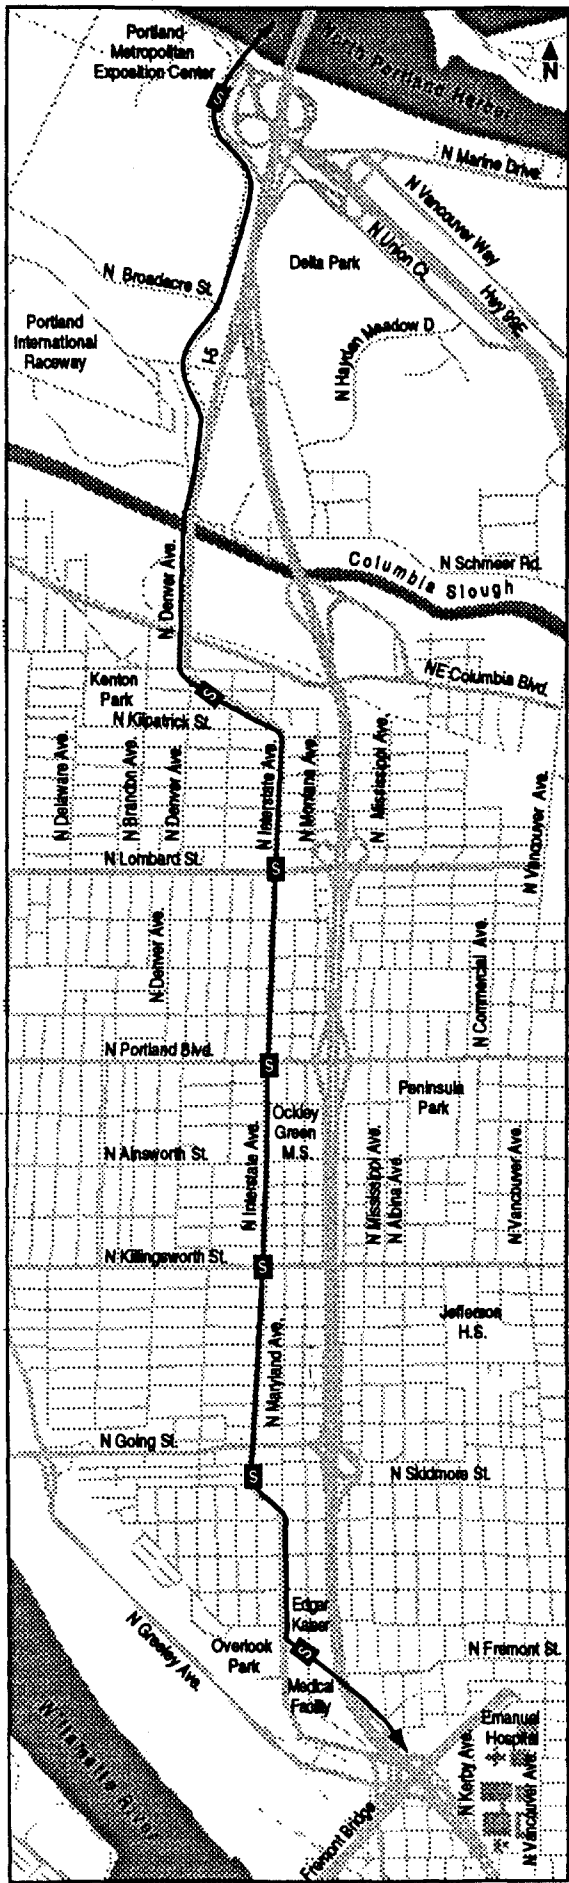 Portland
Metropolitan
Exposition Center
North Portland Harbor
N
S
N Marine Drive
N Vancouver Way
N Union Ct.
Hwy 99E
Delta Park
N Broadacre St.
Portland
International
Raceway
I-5
N Hayden Meadow D
N Schmeer Rd.
Columbia Slough
N Denver Ave.
NE Columbia Blvd.
Kenton
Park
S
N Kilpatrick St.
N Delaware Ave.
N Brandon Ave.
N Denver Ave.
N Interstate Ave.
N Montana Ave.
N Mississippi Ave.
N Vancouver Ave.
N Lombard St.
S
N Denver Ave.
N Commercial Ave.
N Portland Blvd.
S
Peninsula
Park
Ockley
Green
M.S.
N Ainsworth St.
N Interstate Ave.
N Mississippi Ave.
N Albina Ave.
N Vancouver Ave.
N Killingsworth St.
S
Jefferson
H.S.
N Maryland Ave.
N Going St.
S
N Skidmore St.
Edgar
Kaiser
Medical
Facility
S
Overlook
Park
N Greeley Ave.
N Fremont St.
Willamette River
Emanuel
Hospital
N Kerby Ave.
N Vancouver Ave.
Fremont Bridge